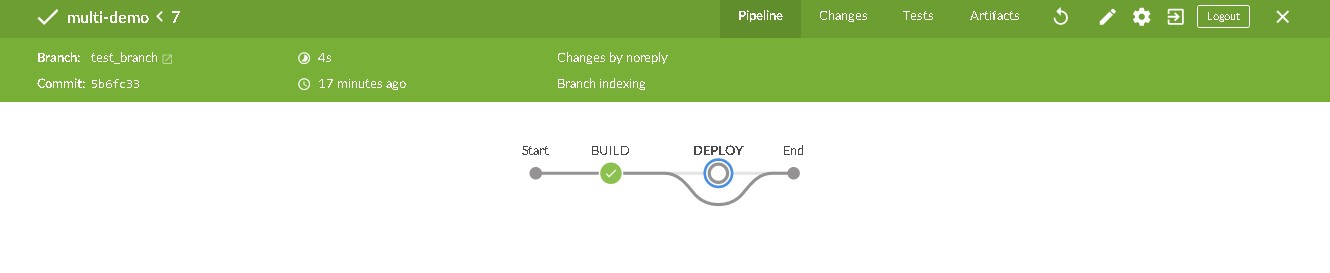 multi-demo < 7
Pipeline Changes Tests Artifacts Logout
Branch: test_branch 4s Changes by noreply
Commit: 5b6fc33 17 minutes ago Branch indexing
Start BUILD DEPLOY End